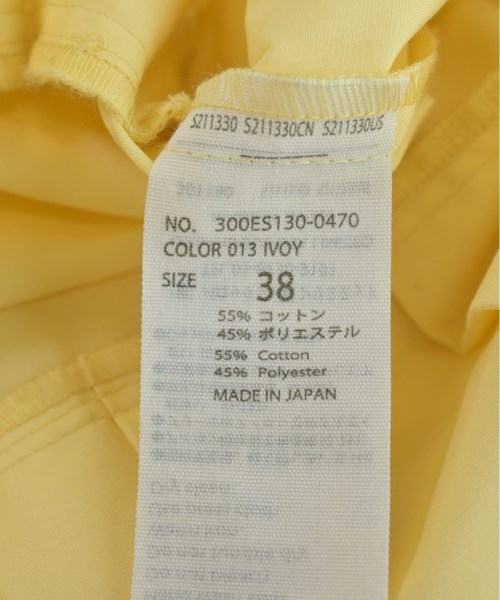 S211330 S211330CN S211330US
NO. 300ES130-0470
COLOR 013 IVOY
SIZE 38
55% コットン
45% ポリエステル
55% Cotton
45% Polyester
MADE IN JAPAN